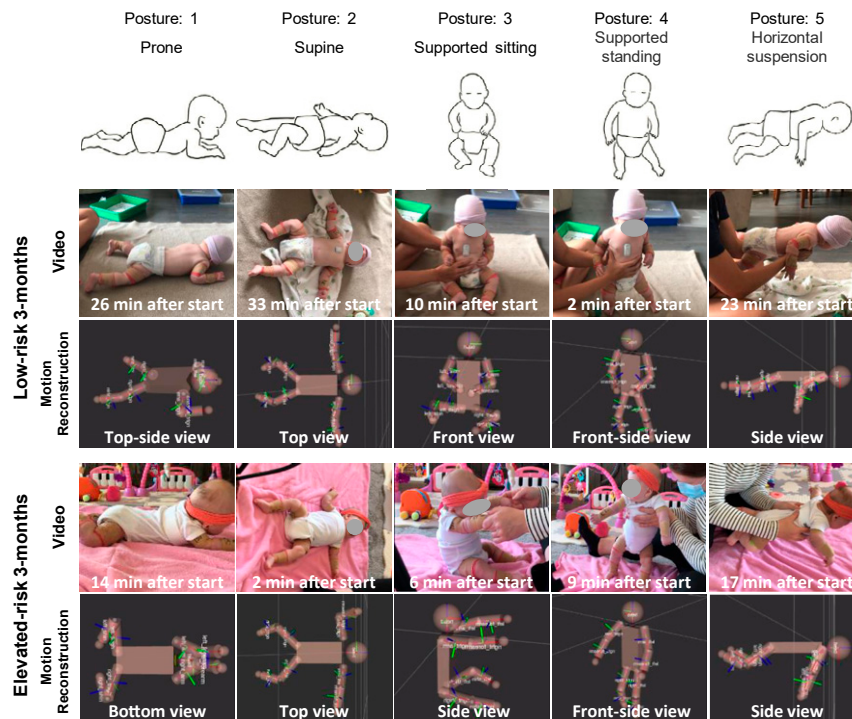 Posture: 1
Posture: 2
Posture: 3
Posture: 4
Posture: 5
Prone
Supine
Supported sitting
Supported
standing
Horizontal
suspension
Low-risk 3-months
Video
26 min after start
33 min after start
10 min after start
2 min after start
23 min after start
Motion
Reconstruction
Top-side view
Top view
Front view
Front-side view
Side view
Elevated-risk 3-months
Video
14 min after start
2 min after start
6 min after start
9 min after start
17 min after start
Motion
Reconstruction
Bottom view
Top view
Side view
Front-side view
Side view